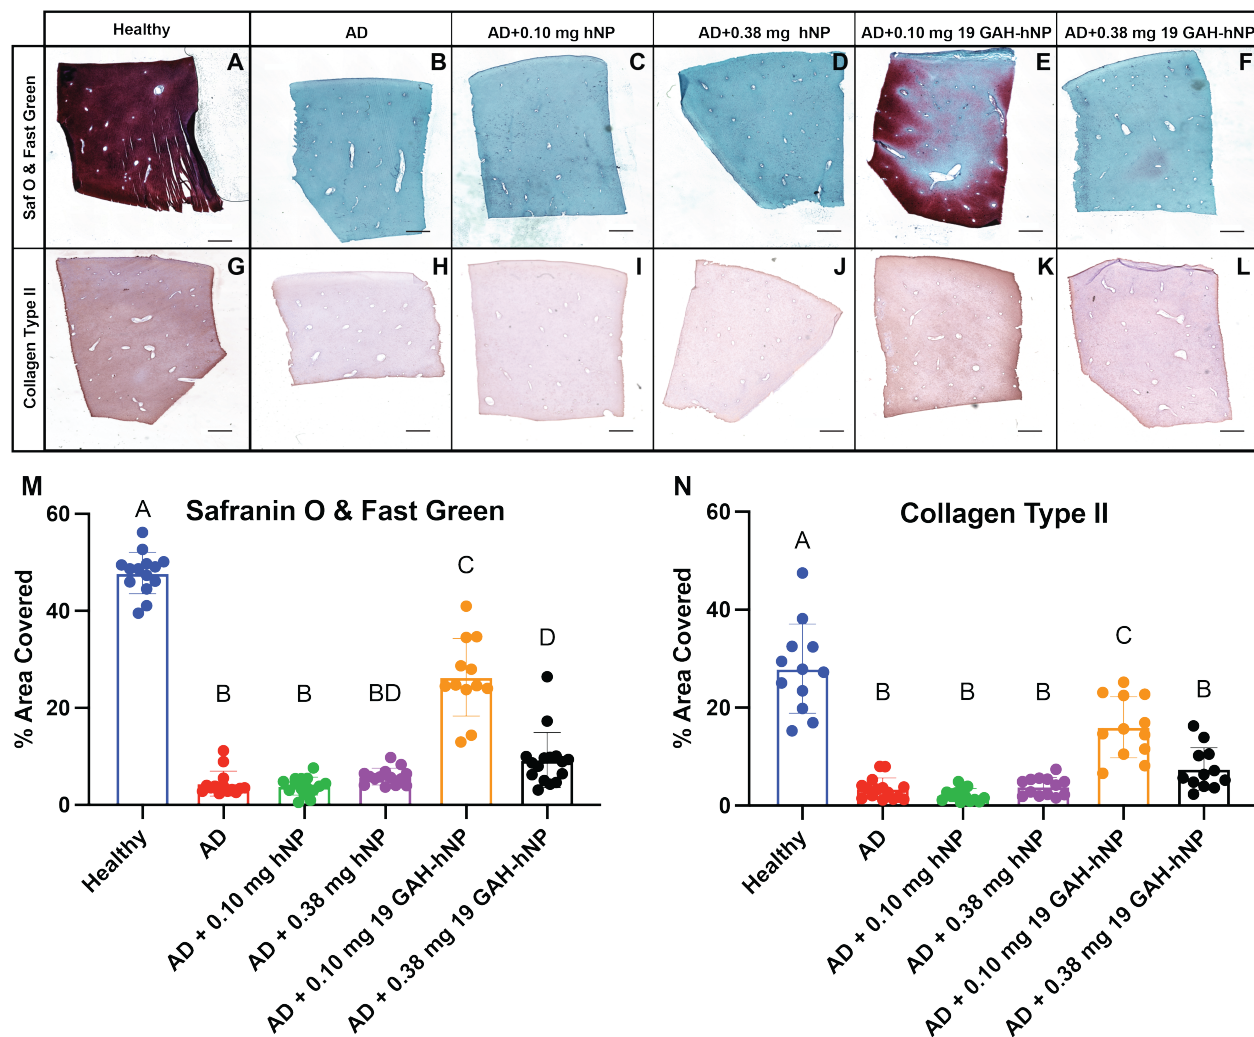 Healthy
AD
AD+0.10 mg hNP
AD+0.38 mg hNP
AD+0.10 mg 19 GAH-hNP
AD+0.38 mg 19 GAH-hNP
Saf O & Fast Green
A
B
C
D
E
F
Collagen Type II
G
H
I
J
K
L
M
Safranin O & Fast Green
% Area Covered
60
40
20
0
A
B
B
BD
C
D
Healthy
AD
AD + 0.10 mg hNP
AD + 0.38 mg hNP
AD + 0.10 mg 19 GAH-hNP
AD + 0.38 mg 19 GAH-hNP
N
Collagen Type II
% Area Covered
60
40
20
0
A
B
B
B
C
B
Healthy
AD
AD + 0.10 mg hNP
AD + 0.38 mg hNP
AD + 0.10 mg 19 GAH-hNP
AD + 0.38 mg 19 GAH-hNP